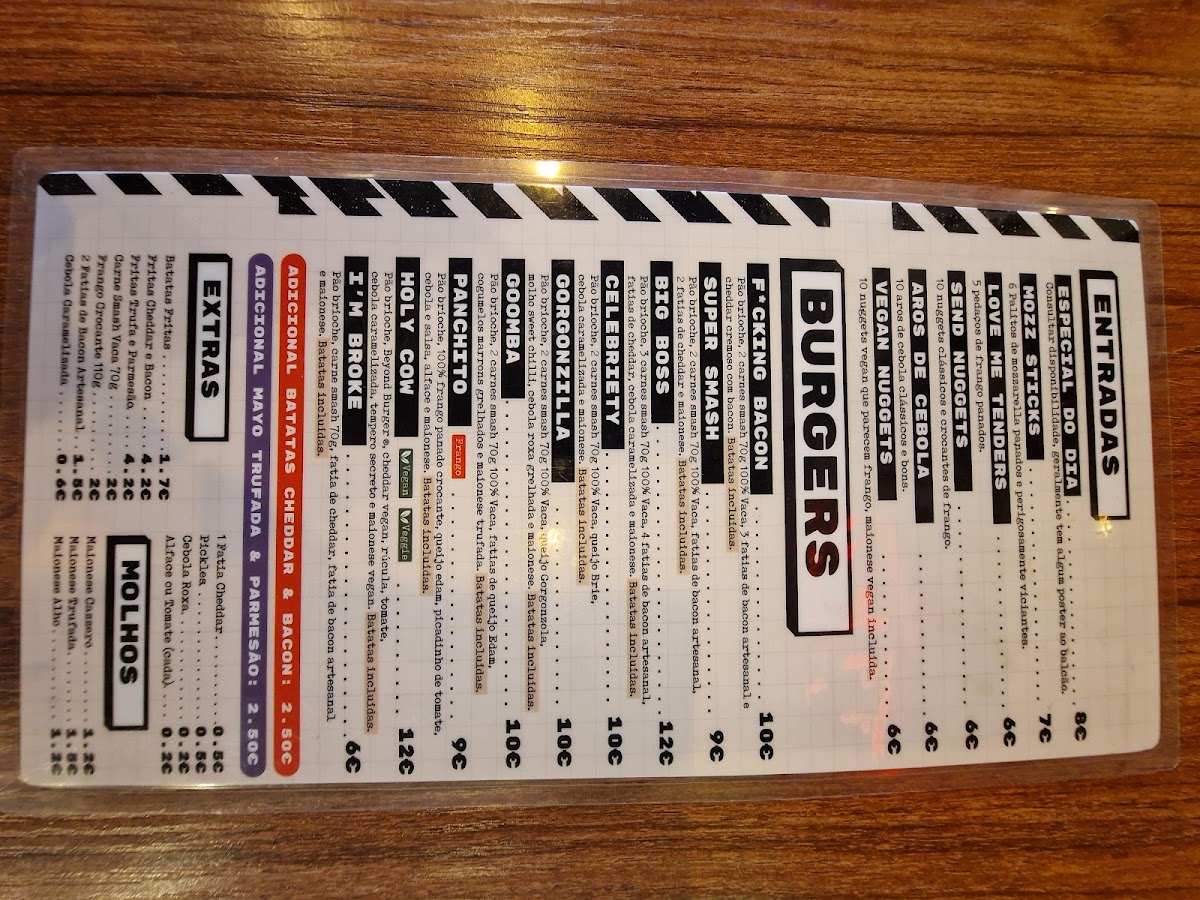 ENTRADAS
ESPECIAL DO DIA 8€
Consultar disponibilidade, geralmente tem algum poster ao balcão.
MOZZ STICKS 7€
6 Palitos de mozzarella panados e perigosamente viciantes.
LOVE ME TENDERS 6€
5 pedaços de frango panados.
SEND NUGGETS 6€
10 nuggets clássicos e crocantes de frango.
AROS DE CEBOLA 6€
10 aros de cebola clássicos e bons.
VEGAN NUGGETS 6€
10 nuggets vegan que parecem frango, maionese vegan incluída.
BURGERS
F*CKING BACON 10€
Pão brioche, 2 carnes smash 70g 100% Vaca, 3 fatias de bacon artesanal e
cheddar cremoso com bacon. Batatas incluídas.
SUPER SMASH 9€
Pão brioche, 2 carnes smash 70g 100% Vaca, fatias de bacon artesanal,
2 fatias de cheddar e maionese. Batatas incluídas.
BIG BOSS 12€
Pão brioche, 3 carnes smash 70g 100% Vaca, 4 fatias de bacon artesanal,
fatias de cheddar, cebola caramelizada e maionese. Batatas incluídas.
CELEBRIETY 10€
Pão brioche, 2 carnes smash 70g 100% Vaca, queijo Brie,
cebola caramelizada e maionese. Batatas incluídas.
GORGONZILLA 10€
Pão brioche, 2 carnes smash 70g 100% Vaca, queijo Gorgonzola,
molho sweet chilli, cebola roxa grelhada e maionese. Batatas incluídas.
GOOMBA 10€
Pão brioche, 2 carnes smash 70g 100% Vaca, fatias de queijo Edam,
cogumelos marrons grelhados e maionese trufada. Batatas incluídas.
PANCHITO Frango 9€
Pão brioche, 100% frango panado crocante, queijo edam, picadinho de tomate,
cebola e salsa, alface e maionese. Batatas incluídas.
HOLY COW Vegan Veggie 12€
Pão brioche, Beyond Burger®, cheddar vegan, rúcula, tomate,
cebola caramelizada, tempero secreto e maionese vegan. Batatas incluídas.
I'M BROKE 6€
Pão brioche, carne smash 70g, fatia de cheddar, fatia de bacon artesanal
e maionese. Batatas incluídas.
ADICIONAL BATATAS CHEDDAR & BACON: 2.50€
ADICIONAL MAYO TRUFADA & PARMESÃO: 2.50€
EXTRAS
Batatas Fritas 1.7€
Fritas Cheddar e Bacon 4.2€
Fritas Trufa e Parmesão 4.2€
Carne Smash Vaca 70g 2€
Frango Crocante 110g 2€
2 Fatias de Bacon Artesanal 1.5€
Cebola Caramelizada 0.6€
1 Fatia Cheddar 0.5€
Pickles 0.5€
Cebola Roxa 0.2€
Alface ou Tomate (cada) 0.2€
MOLHOS
Maionese Casseiro 1.2€
Maionese Trufada 1.5€
Maionese Alho 1.2€